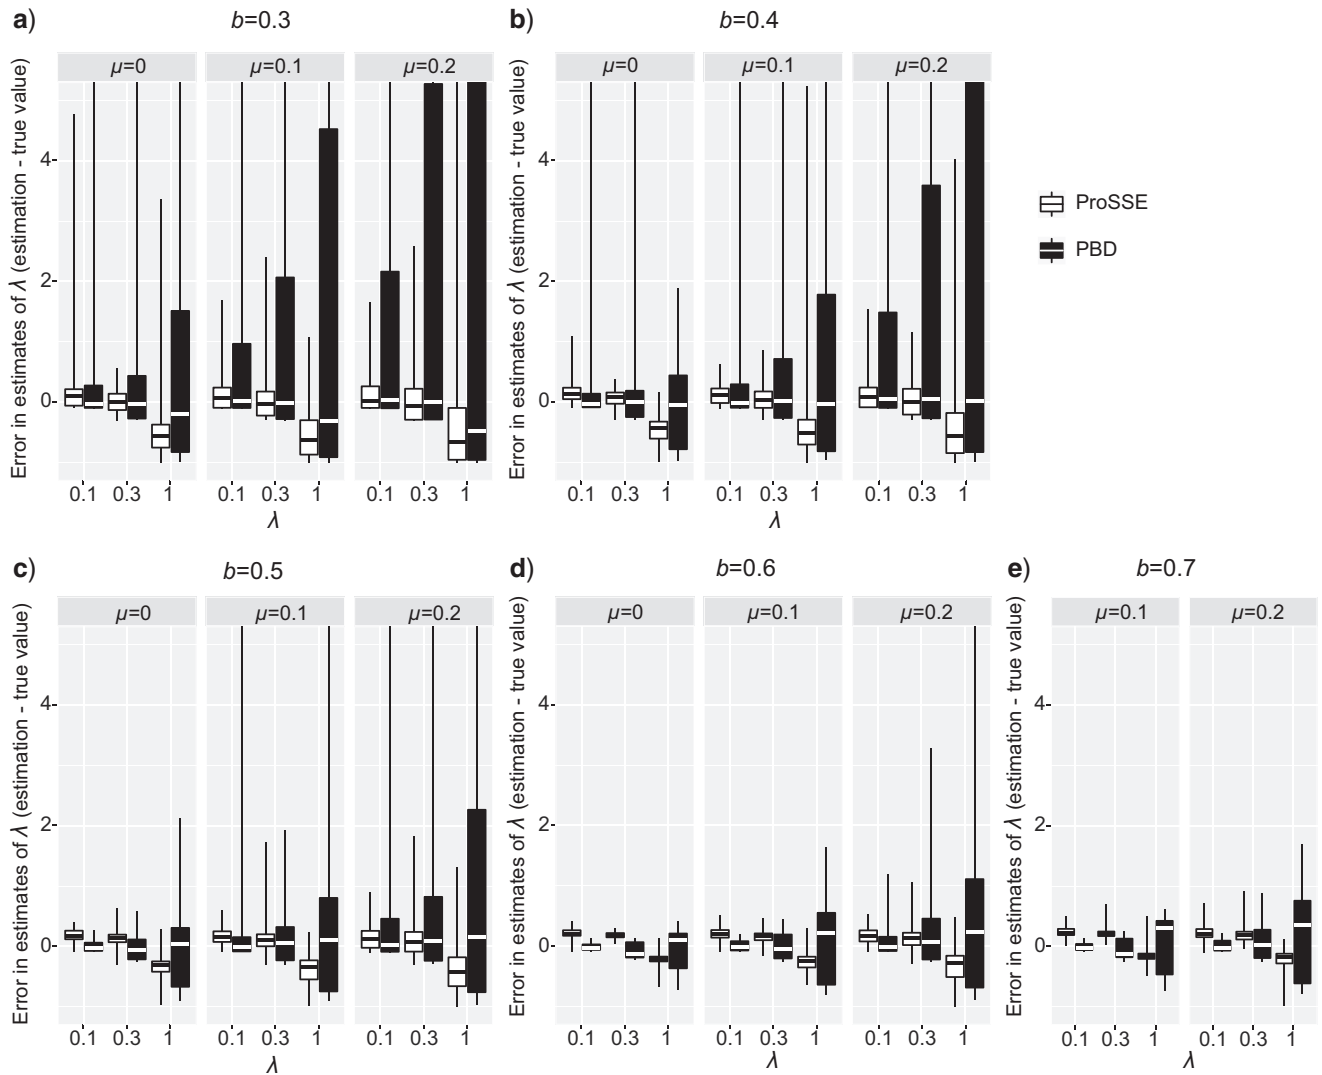 a) b=0.3
b) b=0.4
Error in estimates of λ (estimation - true value)
μ=0 μ=0.1 μ=0.2
4
2
0
0.1 0.3 1 0.1 0.3 1 0.1 0.3 1
λ
Error in estimates of λ (estimation - true value)
μ=0 μ=0.1 μ=0.2
4
2
0
0.1 0.3 1 0.1 0.3 1 0.1 0.3 1
λ
ProSSE
PBD
c) b=0.5
d) b=0.6
e) b=0.7
Error in estimates of λ (estimation - true value)
μ=0 μ=0.1 μ=0.2
4
2
0
0.1 0.3 1 0.1 0.3 1 0.1 0.3 1
λ
Error in estimates of λ (estimation - true value)
μ=0 μ=0.1 μ=0.2
4
2
0
0.1 0.3 1 0.1 0.3 1 0.1 0.3 1
λ
Error in estimates of λ (estimation - true value)
μ=0.1 μ=0.2
4
2
0
0.1 0.3 1 0.1 0.3 1
λ